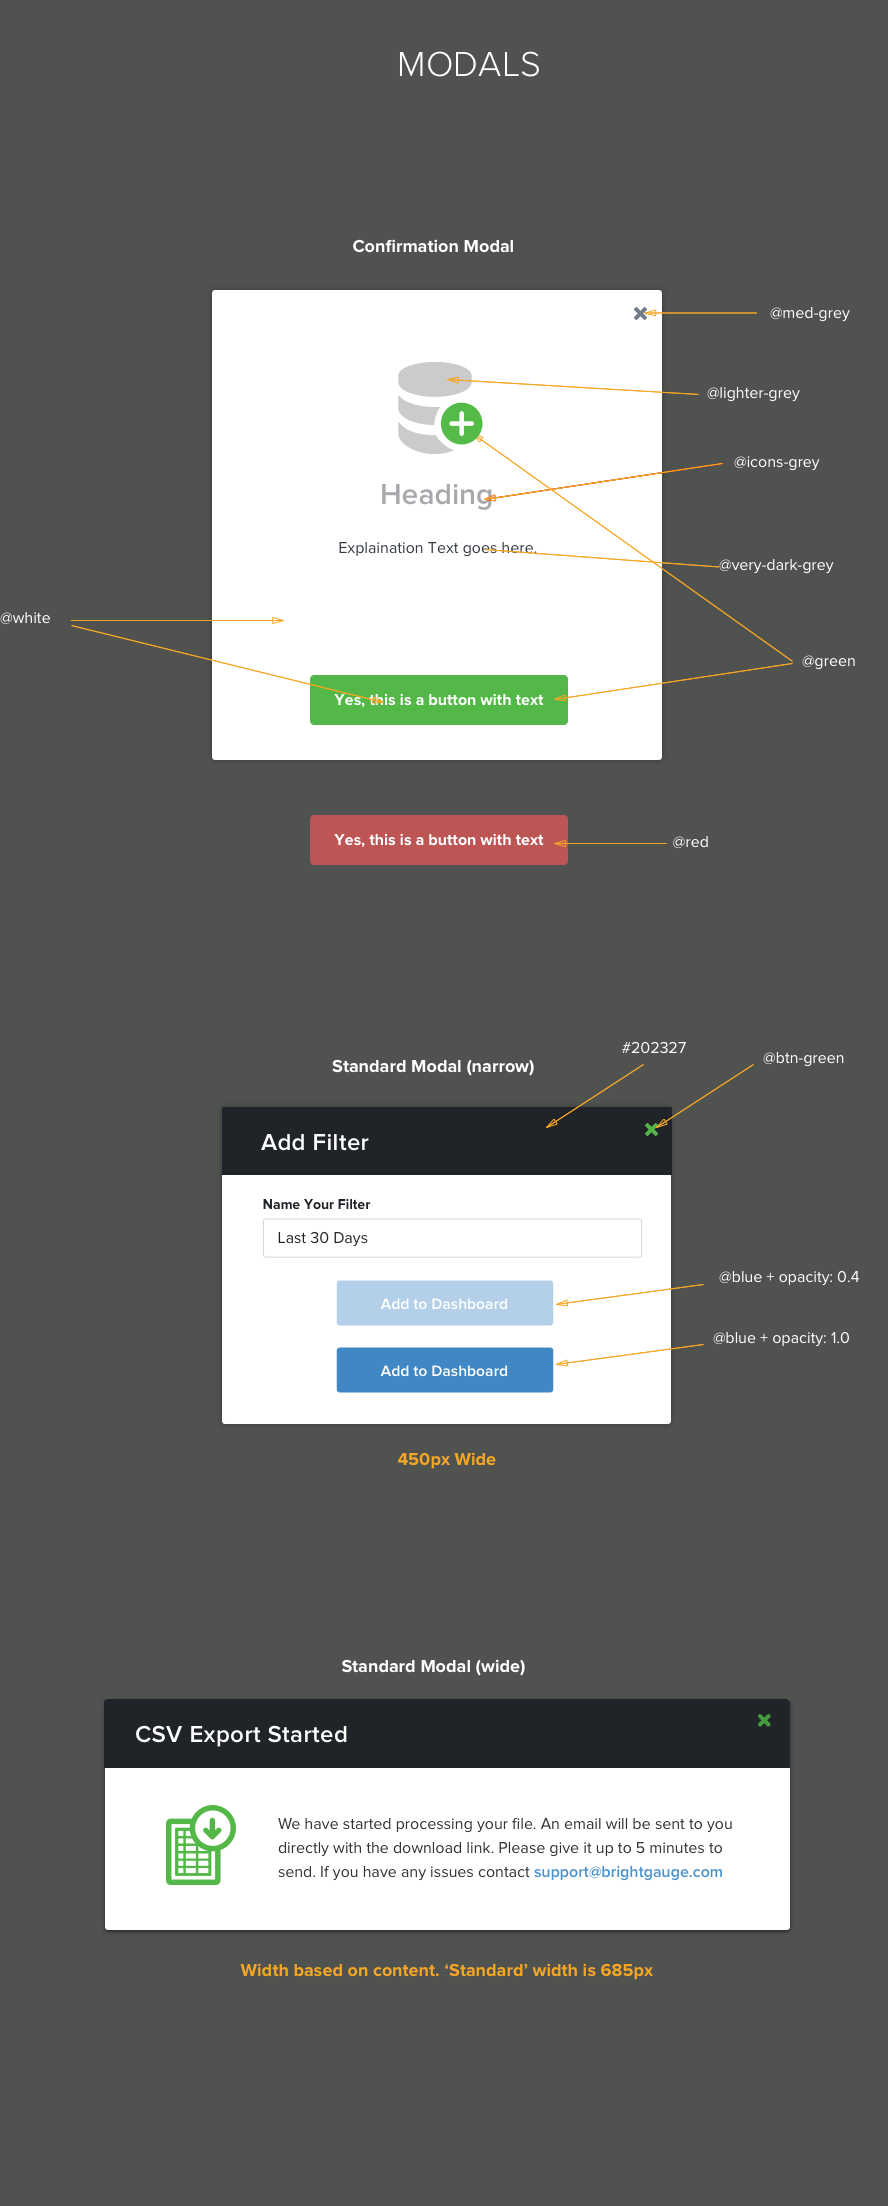 MODALS
Confirmation Modal
@med-grey
@lighter-grey
@icons-grey
Heading
Explaination Text goes here.
@very-dark-grey
@white
@green
Yes, this is a button with text
Yes, this is a button with text
@red
#202327
@btn-green
Standard Modal (narrow)
Add Filter
Name Your Filter
Last 30 Days
@blue + opacity: 0.4
Add to Dashboard
@blue + opacity: 1.0
Add to Dashboard
450px Wide
Standard Modal (wide)
CSV Export Started
We have started processing your file. An email will be sent to you
directly with the download link. Please give it up to 5 minutes to
send. If you have any issues contact support@brightgauge.com
Width based on content. ‘Standard’ width is 685px